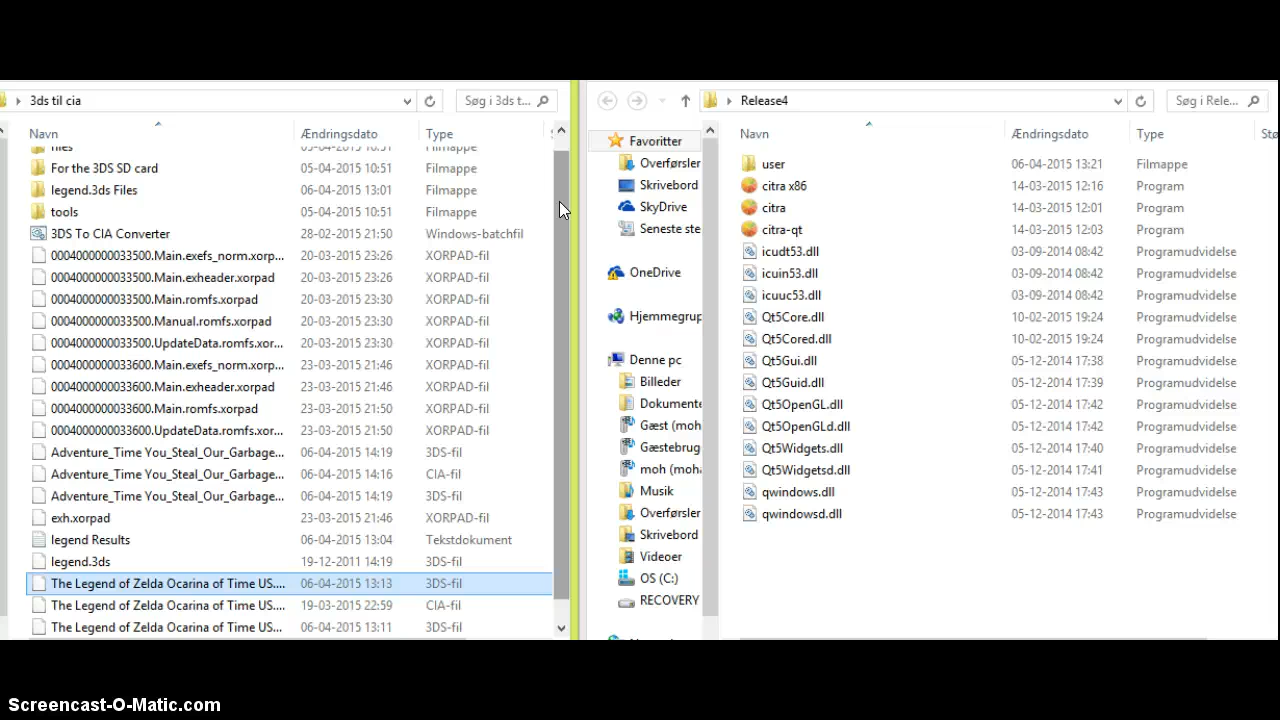 3ds til cia
Søg i 3ds t...
Navn Ændringsdato Type
files 05-04-2015 10:51 Filmappe
For the 3DS SD card 05-04-2015 10:51 Filmappe
legend.3ds Files 06-04-2015 13:01 Filmappe
tools 05-04-2015 10:51 Filmappe
3DS To CIA Converter 28-02-2015 21:50 Windows-batchfil
0004000000033500.Main.exefs_norm.xorp... 20-03-2015 23:26 XORPAD-fil
0004000000033500.Main.exheader.xorpad 20-03-2015 23:26 XORPAD-fil
0004000000033500.Main.romfs.xorpad 20-03-2015 23:30 XORPAD-fil
0004000000033500.Manual.romfs.xorpad 20-03-2015 23:30 XORPAD-fil
0004000000033500.UpdateData.romfs.xor... 20-03-2015 23:30 XORPAD-fil
0004000000033600.Main.exefs_norm.xorp... 23-03-2015 21:46 XORPAD-fil
0004000000033600.Main.exheader.xorpad 23-03-2015 21:46 XORPAD-fil
0004000000033600.Main.romfs.xorpad 23-03-2015 21:50 XORPAD-fil
0004000000033600.UpdateData.romfs.xor... 23-03-2015 21:50 XORPAD-fil
Adventure_Time You_Steal_Our_Garbage... 06-04-2015 14:19 3DS-fil
Adventure_Time You_Steal_Our_Garbage... 06-04-2015 14:16 CIA-fil
Adventure_Time You_Steal_Our_Garbage... 06-04-2015 14:19 3DS-fil
exh.xorpad 23-03-2015 21:46 XORPAD-fil
legend Results 06-04-2015 13:04 Tekstdokument
legend.3ds 19-12-2011 14:19 3DS-fil
The Legend of Zelda Ocarina of Time US.... 06-04-2015 13:13 3DS-fil
The Legend of Zelda Ocarina of Time US.... 19-03-2015 22:59 CIA-fil
The Legend of Zelda Ocarina of Time US... 06-04-2015 13:11 3DS-fil
Release4
Søg i Rele...
Favoritter
Overførsler
Skrivebord
SkyDrive
Seneste ste
OneDrive
Hjemmegrup
Denne pc
Billeder
Dokumente
Gæst (moh
Gæstebrug
moh (moha
Musik
Overførsler
Skrivebord
Videoer
OS (C:)
RECOVERY
Navn Ændringsdato Type Stø
user 06-04-2015 13:21 Filmappe
citra x86 14-03-2015 12:16 Program
citra 14-03-2015 12:01 Program
citra-qt 14-03-2015 12:03 Program
icudt53.dll 03-09-2014 08:42 Programudvidelse
icuin53.dll 03-09-2014 08:42 Programudvidelse
icuuc53.dll 03-09-2014 08:42 Programudvidelse
Qt5Core.dll 10-02-2015 19:24 Programudvidelse
Qt5Cored.dll 10-02-2015 19:24 Programudvidelse
Qt5Gui.dll 05-12-2014 17:38 Programudvidelse
Qt5Guid.dll 05-12-2014 17:39 Programudvidelse
Qt5OpenGL.dll 05-12-2014 17:42 Programudvidelse
Qt5OpenGLd.dll 05-12-2014 17:42 Programudvidelse
Qt5Widgets.dll 05-12-2014 17:40 Programudvidelse
Qt5Widgetsd.dll 05-12-2014 17:41 Programudvidelse
qwindows.dll 05-12-2014 17:43 Programudvidelse
qwindowsd.dll 05-12-2014 17:43 Programudvidelse
Screencast-O-Matic.com